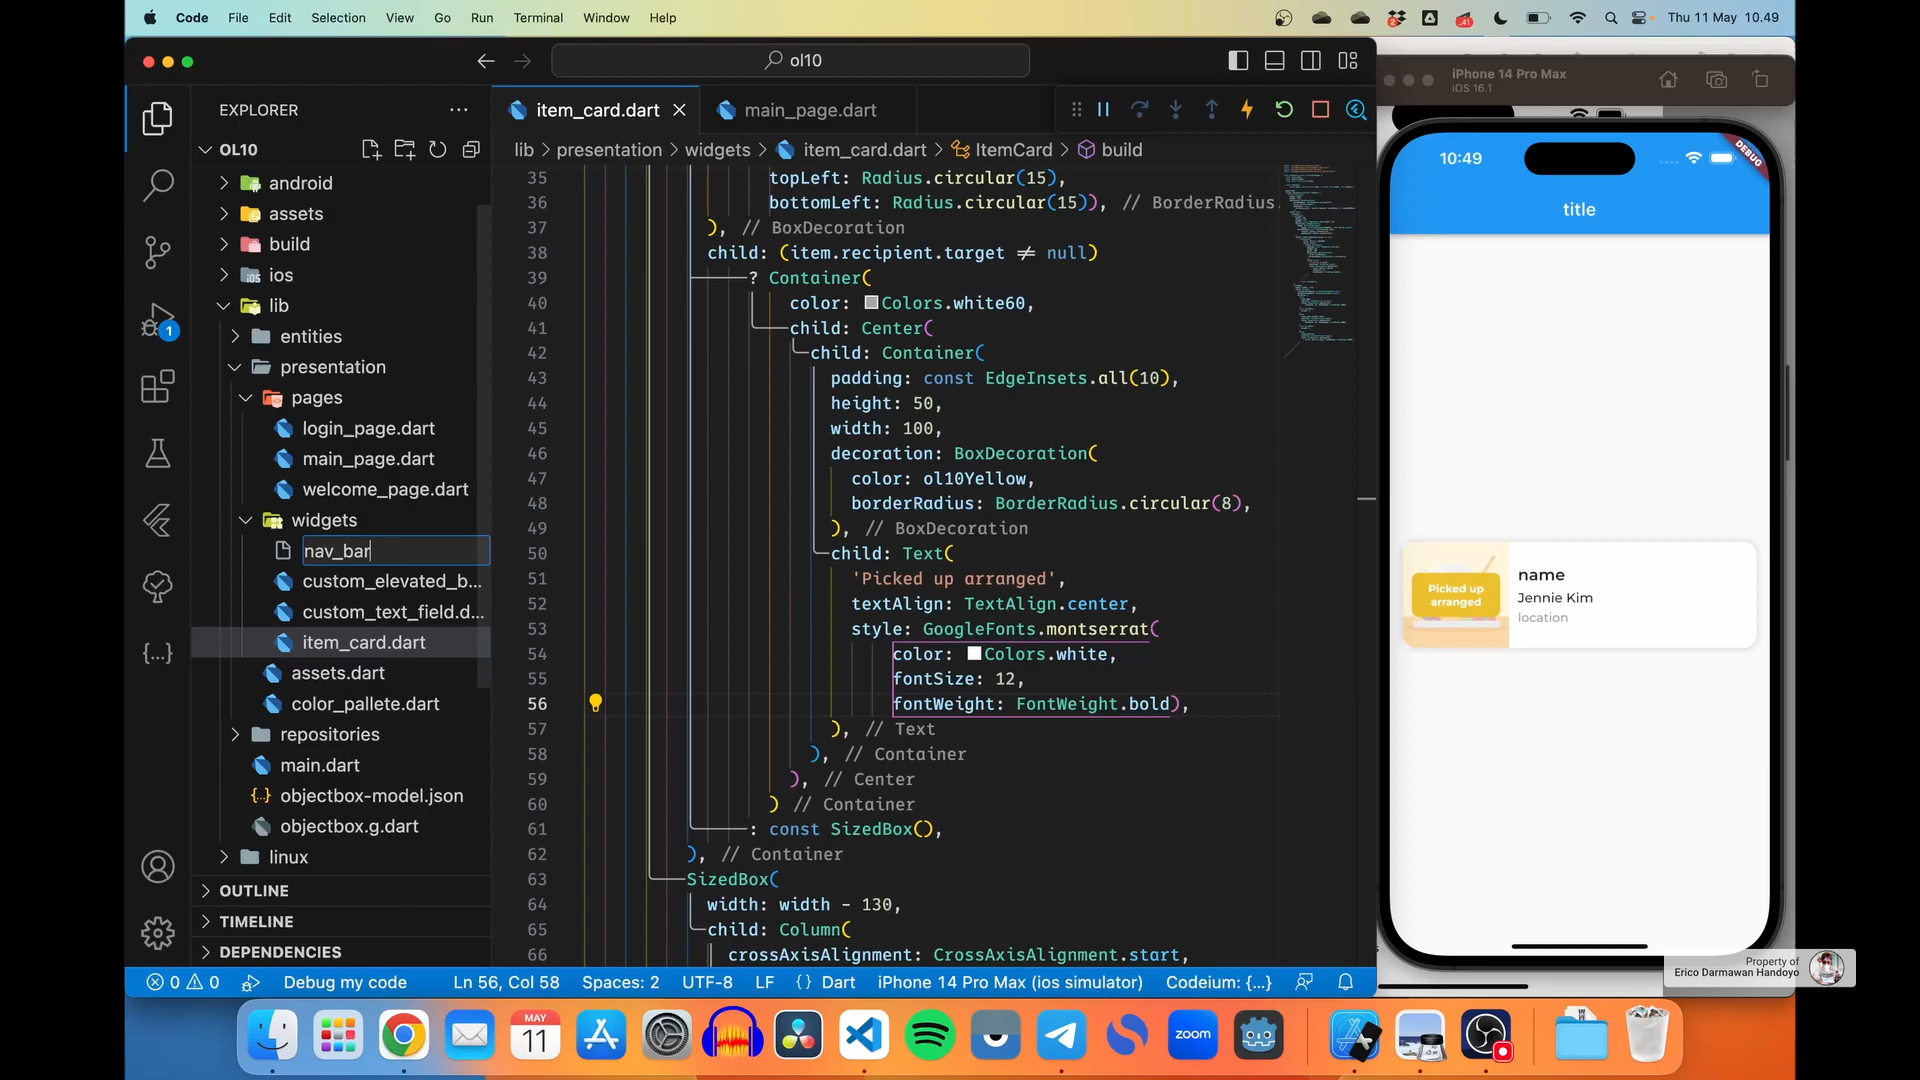 Code File Edit Selection View Go Run Terminal Window Help
Thu 11 May 10.49
ol10
iPhone 14 Pro Max
iOS 16.1
EXPLORER
item_card.dart
main_page.dart
OL10
lib > presentation > widgets > item_card.dart > ItemCard > build
android
assets
build
ios
lib
entities
presentation
pages
login_page.dart
main_page.dart
welcome_page.dart
widgets
nav_bar
custom_elevated_b...
custom_text_field.d...
item_card.dart
assets.dart
color_pallete.dart
repositories
main.dart
objectbox-model.json
objectbox.g.dart
linux
OUTLINE
TIMELINE
DEPENDENCIES
1
35 topLeft: Radius.circular(15),
36 bottomLeft: Radius.circular(15)), // BorderRadius.
37 ), // BoxDecoration
38 child: (item.recipient.target ≠ null)
39 ? Container(
40 color: Colors.white60,
41 child: Center(
42 child: Container(
43 padding: const EdgeInsets.all(10),
44 height: 50,
45 width: 100,
46 decoration: BoxDecoration(
47 color: ol10Yellow,
48 borderRadius: BorderRadius.circular(8),
49 ), // BoxDecoration
50 child: Text(
51 'Picked up arranged',
52 textAlign: TextAlign.center,
53 style: GoogleFonts.montserrat(
54 color: Colors.white,
55 fontSize: 12,
56 fontWeight: FontWeight.bold),
57 ), // Text
58 ), // Container
59 ), // Center
60 ) // Container
61 : const SizedBox(),
62 ), // Container
63 SizedBox(
64 width: width - 130,
65 child: Column(
66 crossAxisAlignment: CrossAxisAlignment.start,
10:49
DEBUG
title
Picked up
arranged
name
Jennie Kim
location
0 0 Debug my code Ln 56, Col 58 Spaces: 2 UTF-8 LF {} Dart iPhone 14 Pro Max (ios simulator) Codeium: {...}
Property of
Erico Darmawan Handoyo
MAY
11
zoom